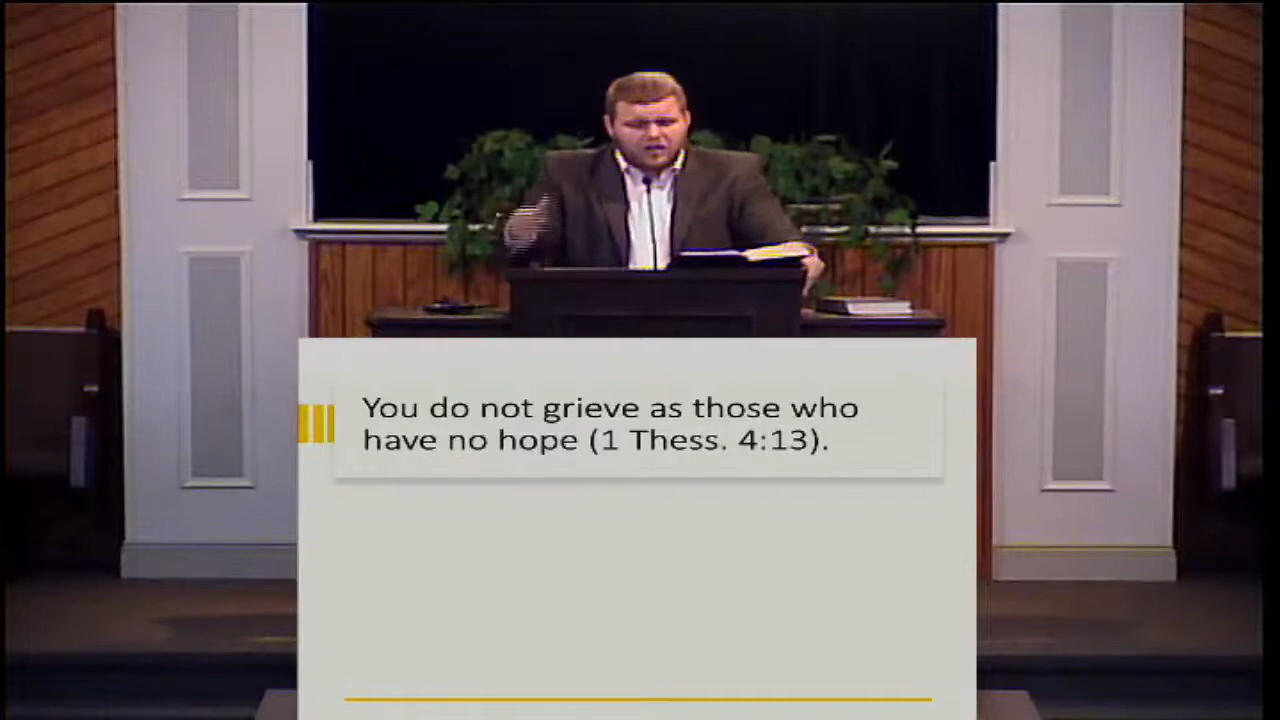 You do not grieve as those who
have no hope (1 Thess. 4:13).